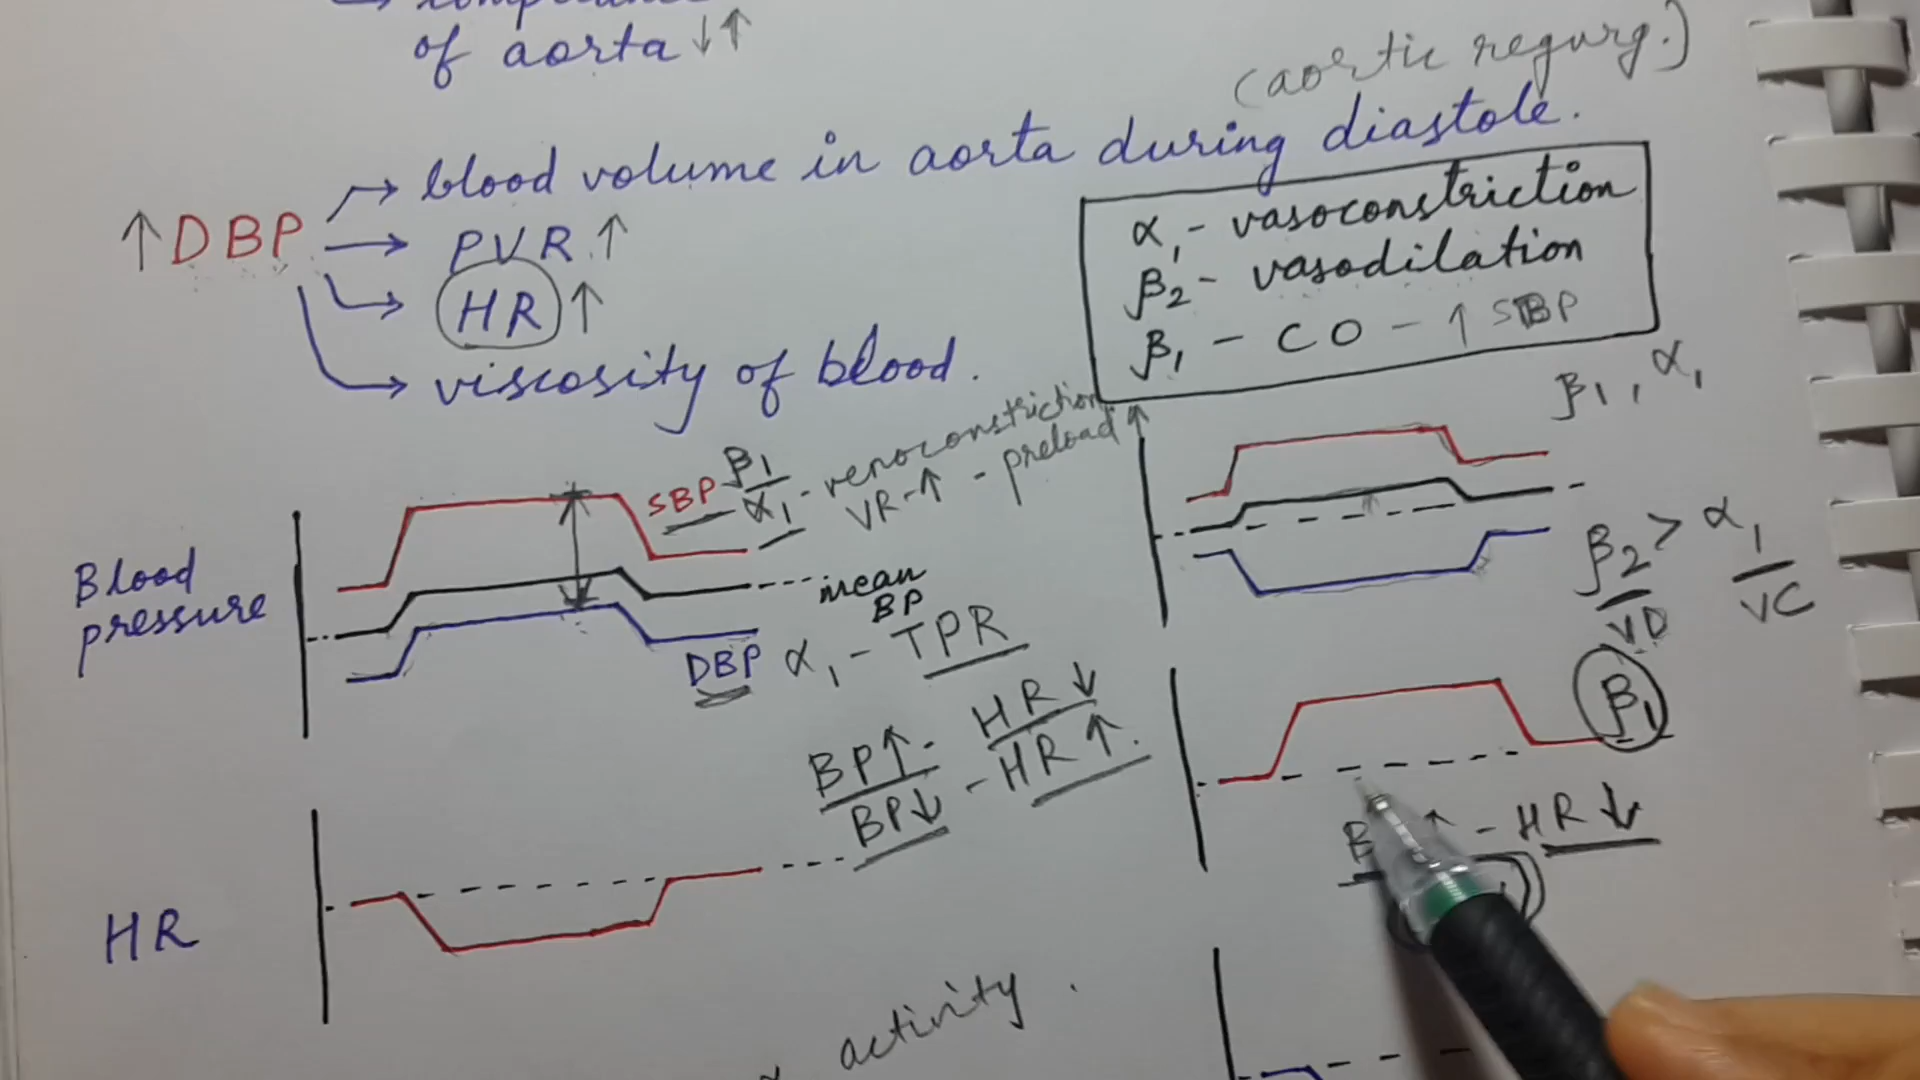 of aorta ↓↑
(aortic regurg.)
↑DBP → blood volume in aorta during diastole.
→ PVR ↑
→ HR ↑
→ viscosity of blood.
α1 - vasoconstriction
β2 - vasodilation
β1 - CO - ↑ SBP
β1, α1
SBP β1
α1 - venoconstriction
VR-↑ - preload↑
Blood
pressure
mean
BP
DBP α1 - TPR
β2 > α1
VD VC
BP↑ - HR↓
BP↓ - HR↑.
β1
↑ - HR↓
HR
activity.